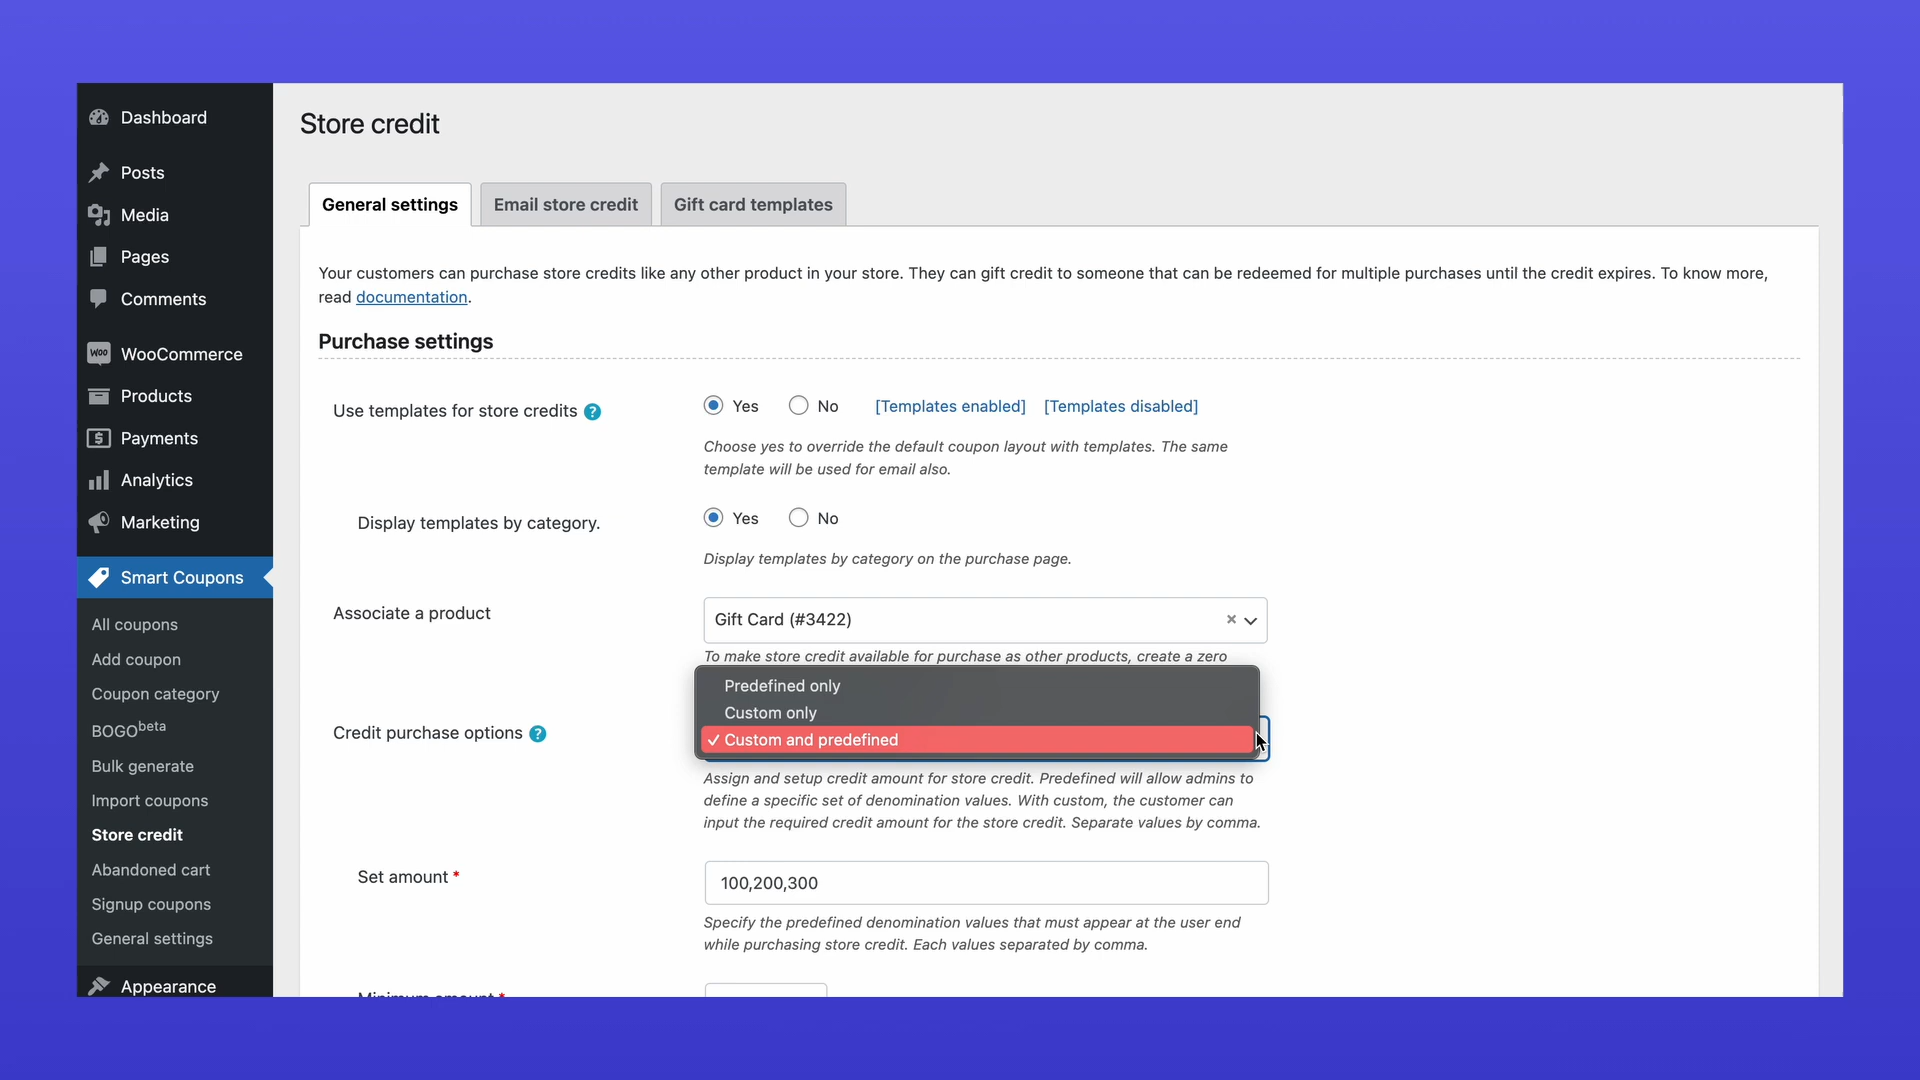 Dashboard
Posts
Media
Pages
Comments
WOO WooCommerce
Products
Payments
Analytics
Marketing
Smart Coupons
All coupons
Add coupon
Coupon category
BOGO beta
Bulk generate
Import coupons
Store credit
Abandoned cart
Signup coupons
General settings
Appearance
Store credit
General settings
Email store credit
Gift card templates
Your customers can purchase store credits like any other product in your store. They can gift credit to someone that can be redeemed for multiple purchases until the credit expires. To know more,
read documentation.
Purchase settings
Use templates for store credits ?
Yes No [Templates enabled] [Templates disabled]
Choose yes to override the default coupon layout with templates. The same
template will be used for email also.
Display templates by category.
Yes No
Display templates by category on the purchase page.
Associate a product
Gift Card (#3422) ×
To make store credit available for purchase as other products, create a zero
Credit purchase options ?
Predefined only
Custom only
✓ Custom and predefined
Assign and setup credit amount for store credit. Predefined will allow admins to
define a specific set of denomination values. With custom, the customer can
input the required credit amount for the store credit. Separate values by comma.
Set amount *
100,200,300
Specify the predefined denomination values that must appear at the user end
while purchasing store credit. Each values separated by comma.
Minimum amount *